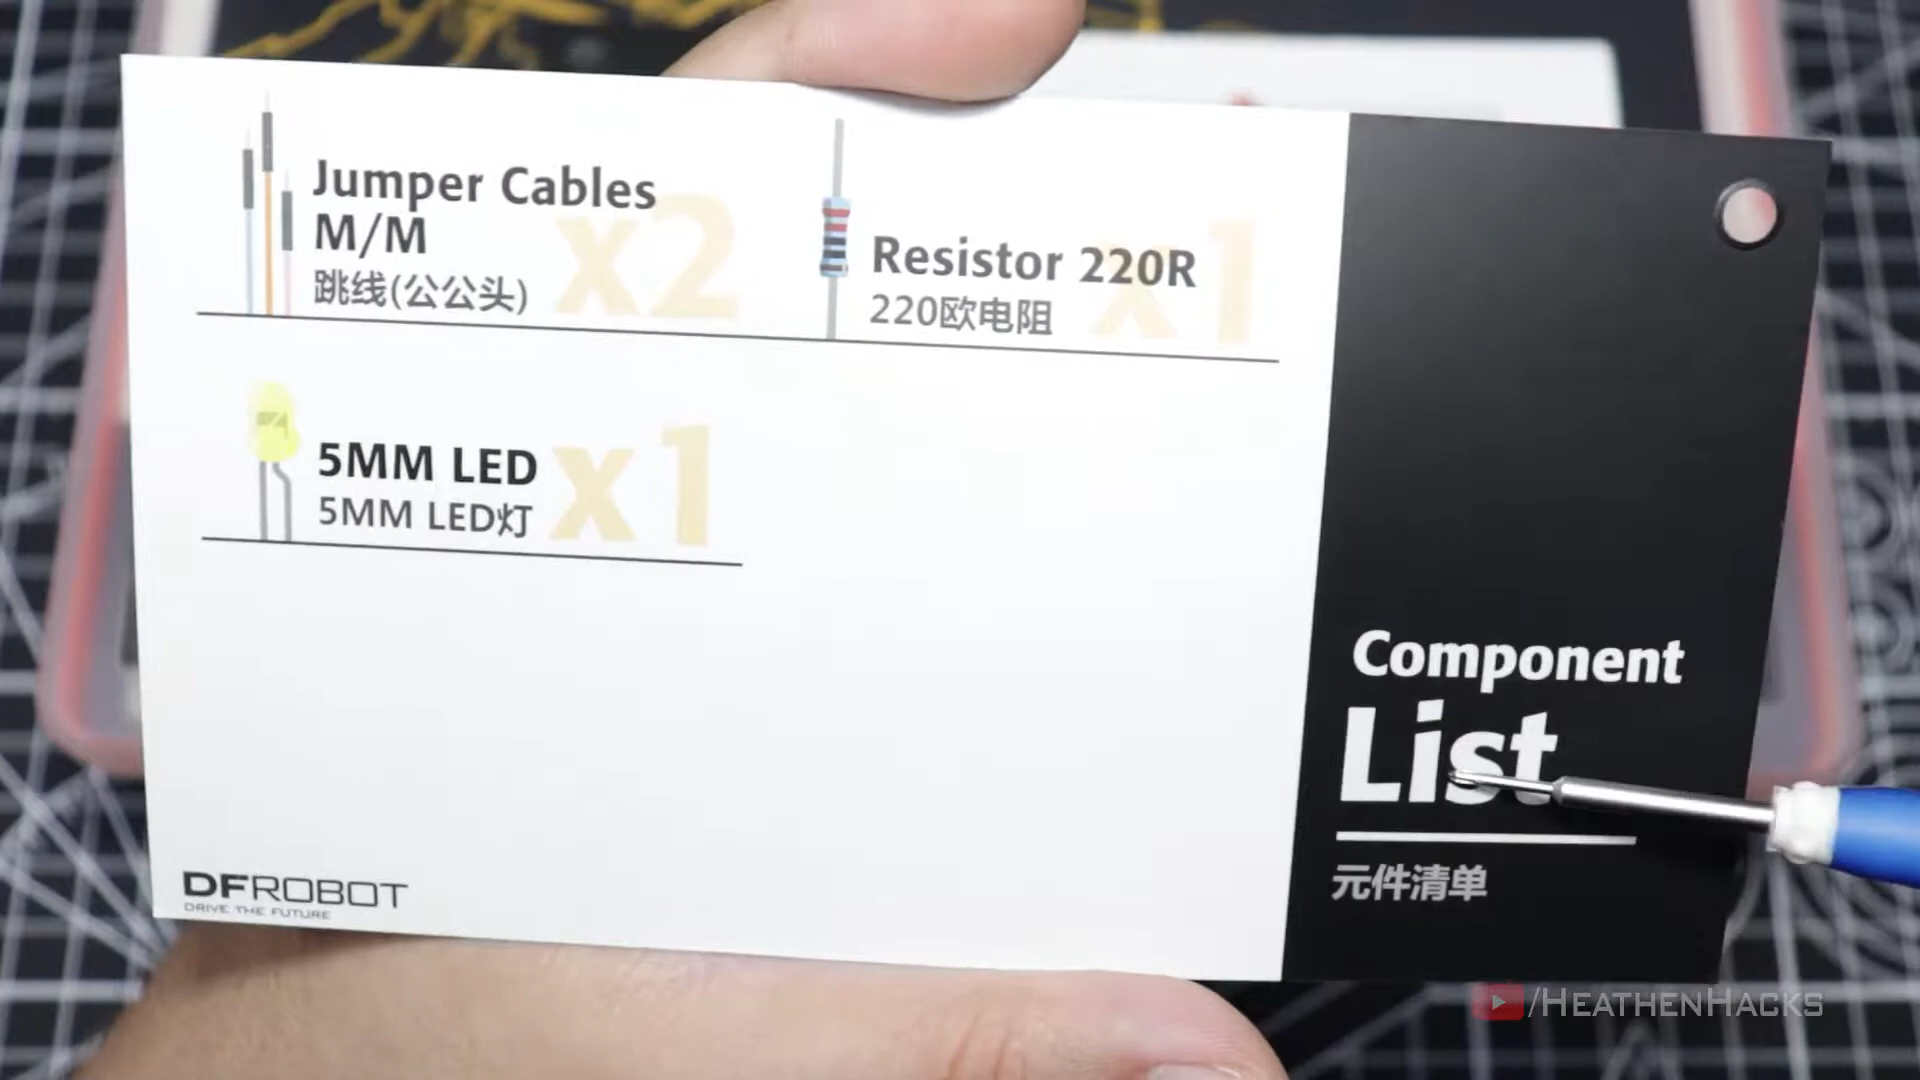 Jumper Cables
M/M
跳线(公公头)
x2
Resistor 220R
220欧电阻
x1
5MM LED
5MM LED灯
x1
Component
List
元件清单
DFROBOT
DRIVE THE FUTURE
/HEATHENHACKS